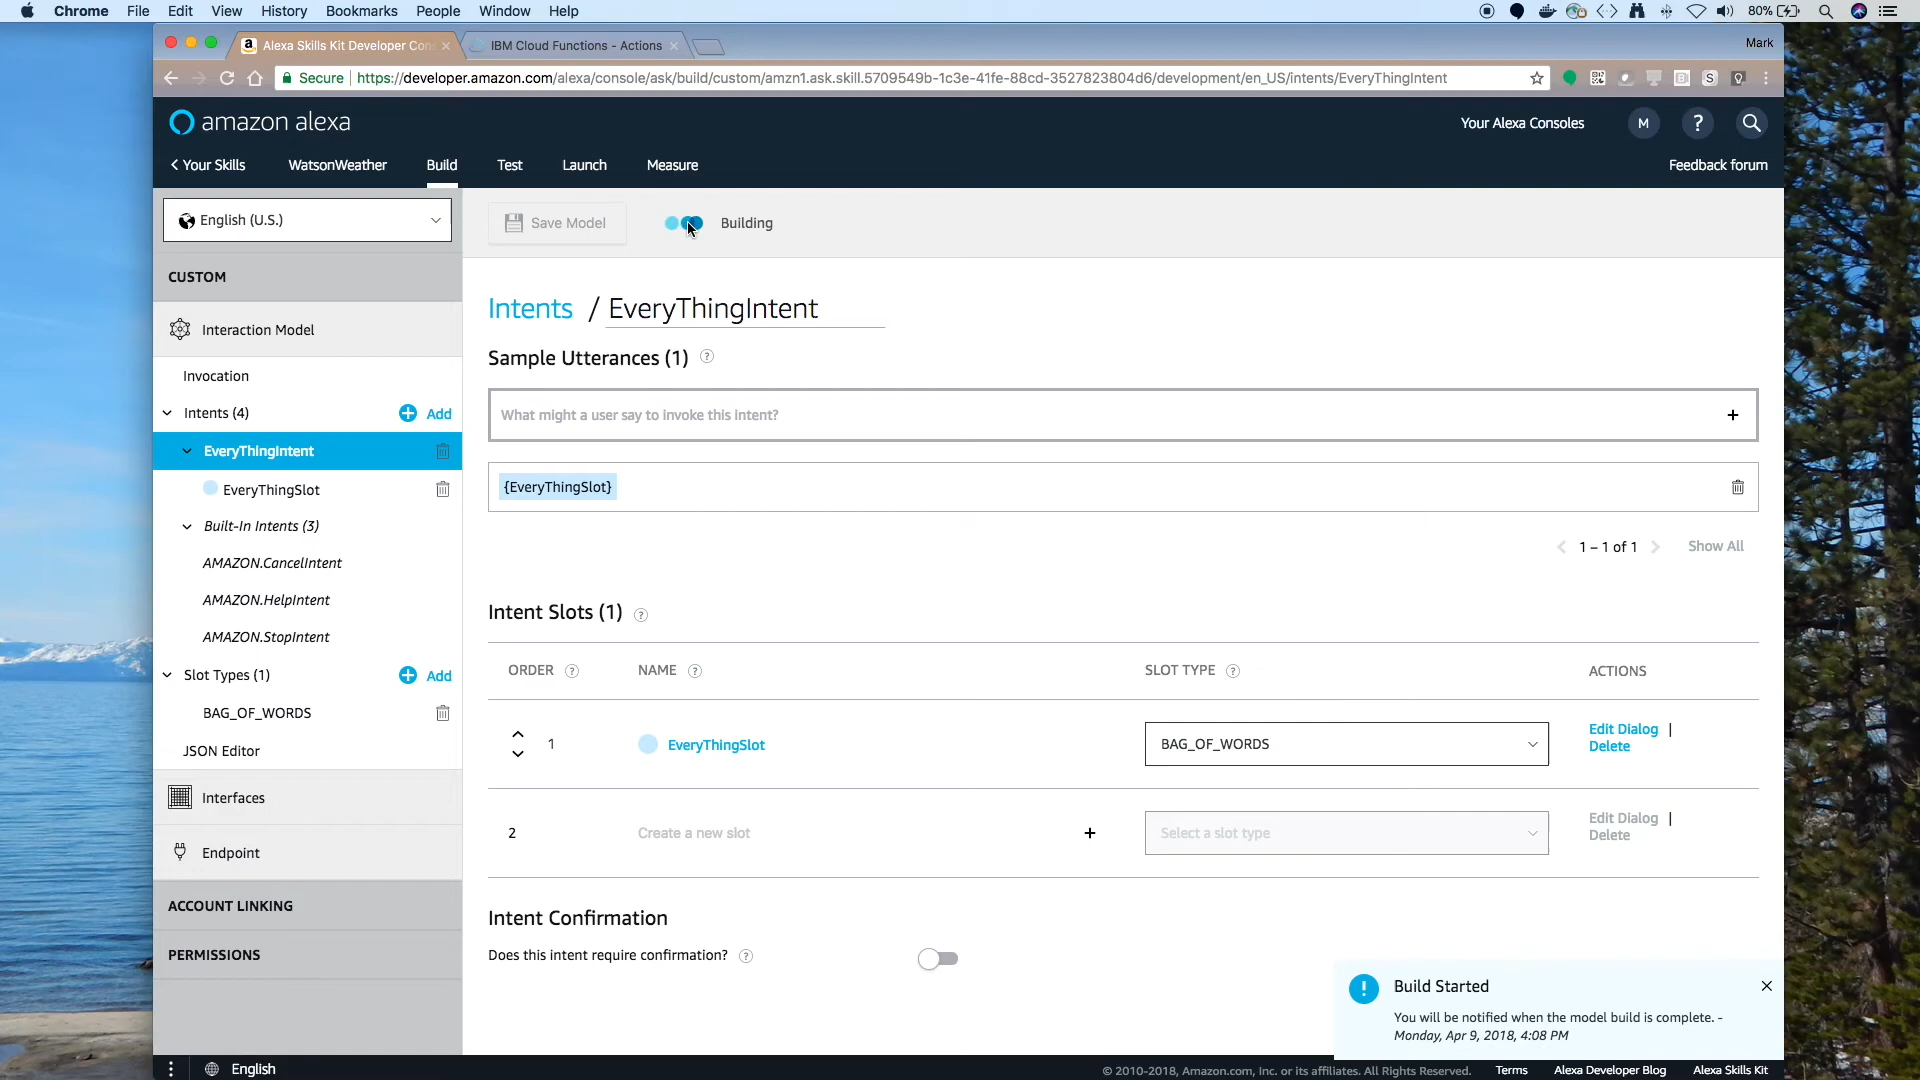 Chrome File Edit View History Bookmarks People Window Help 80%
Alexa Skills Kit Developer Con
IBM Cloud Functions - Actions
Mark
Secure https://developer.amazon.com/alexa/console/ask/build/custom/amzn1.ask.skill.5709549b-1c3e-41fe-88cd-3527823804d6/development/en_US/intents/EveryThingIntent
amazon alexa
Your Alexa Consoles M ?
Your Skills WatsonWeather Build Test Launch Measure Feedback forum
English (U.S.)
Save Model
Building
CUSTOM
Interaction Model
Invocation
Intents (4) Add
EveryThingIntent
EveryThingSlot
Built-In Intents (3)
AMAZON.CancelIntent
AMAZON.HelpIntent
AMAZON.StopIntent
Slot Types (1) Add
BAG_OF_WORDS
JSON Editor
Interfaces
Endpoint
ACCOUNT LINKING
PERMISSIONS
Intents / EveryThingIntent
Sample Utterances (1) ?
What might a user say to invoke this intent? +
{EveryThingSlot}
< 1 – 1 of 1 > Show All
Intent Slots (1) ?
ORDER ? NAME ? SLOT TYPE ? ACTIONS
1 EveryThingSlot BAG_OF_WORDS Edit Dialog |
Delete
2 Create a new slot + Select a slot type Edit Dialog |
Delete
Intent Confirmation
Does this intent require confirmation? ?
Build Started
You will be notified when the model build is complete. -
Monday, Apr 9, 2018, 4:08 PM
English
© 2010-2018, Amazon.com, Inc. or its affiliates. All Rights Reserved. Terms Alexa Developer Blog Alexa Skills Kit